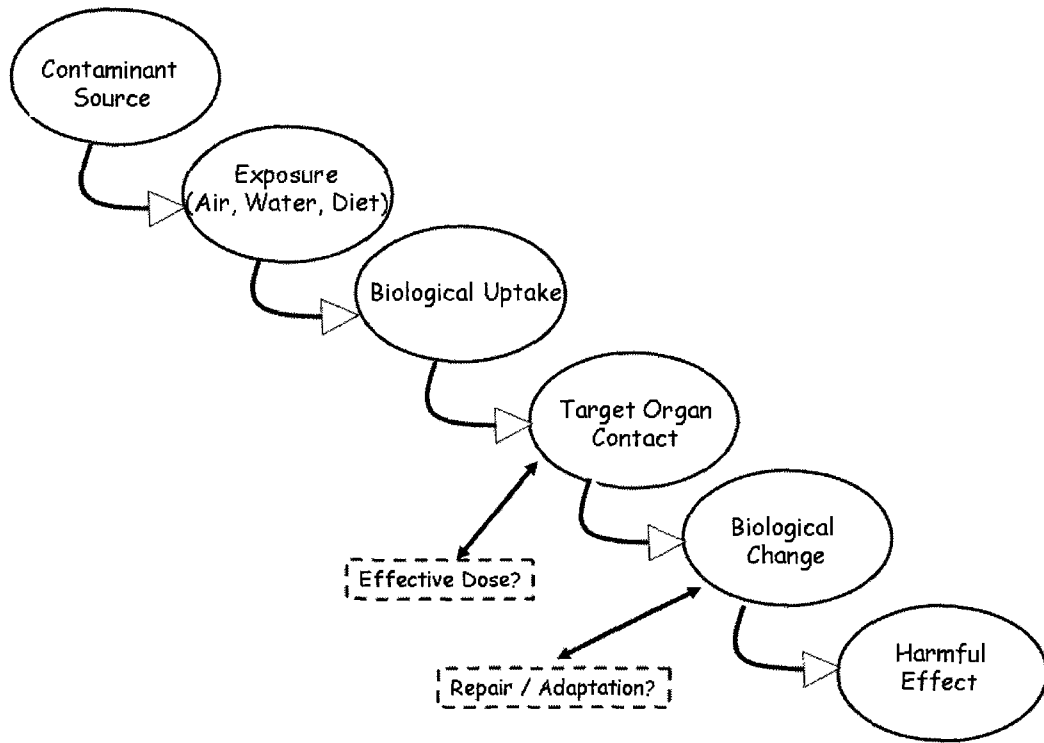 Contaminant
Source
Exposure
(Air, Water, Diet)
Biological Uptake
Target Organ
Contact
Biological
Change
Effective Dose?
Harmful
Effect
Repair / Adaptation?